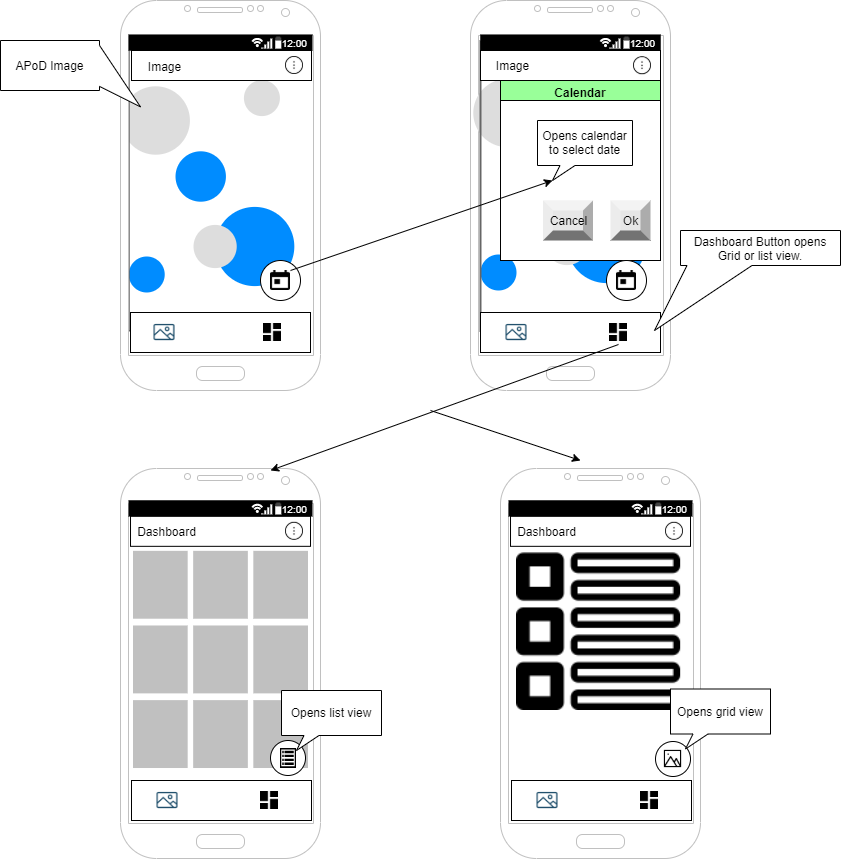 12:00
12:00
APoD Image
Image
Image
Calendar
Opens calendar
to select date
Cancel
Ok
Dashboard Button opens
Grid or list view.
12:00
12:00
Dashboard
Dashboard
Opens list view
Opens grid view